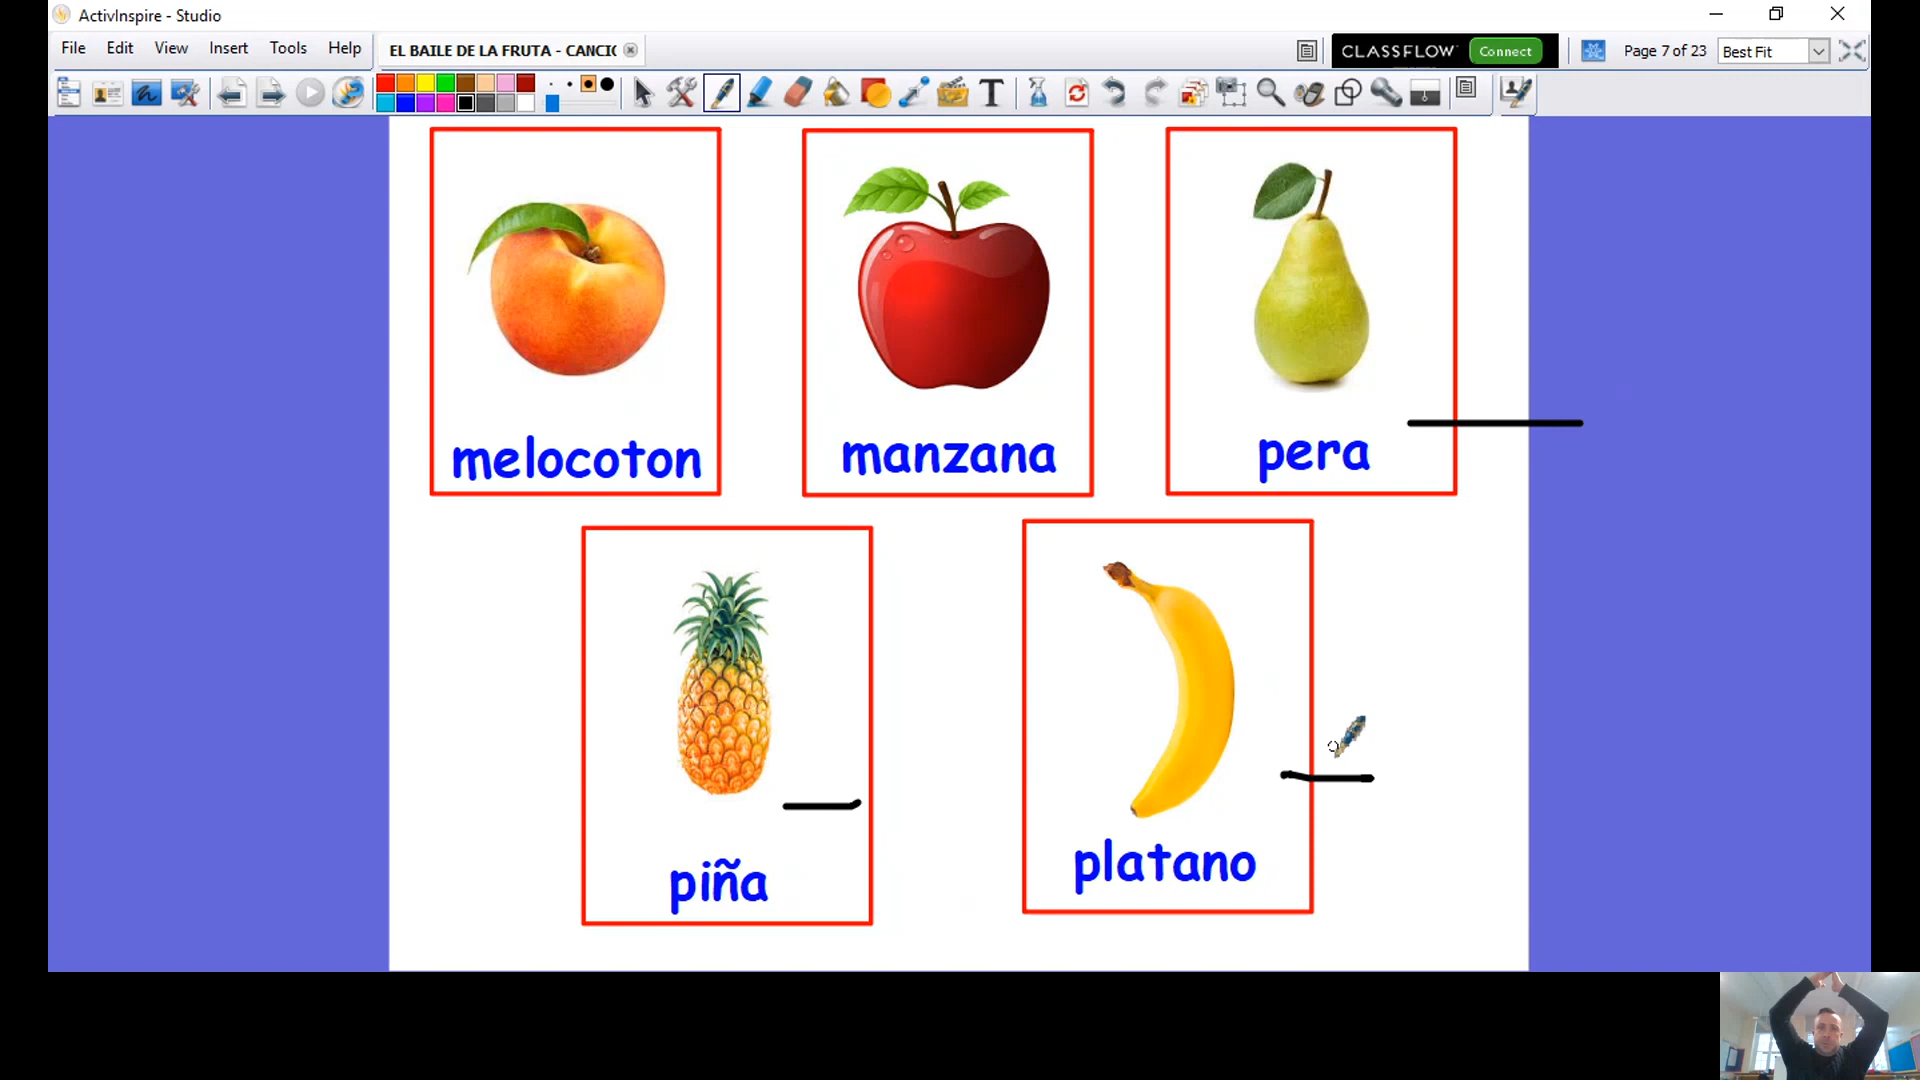 ActivInspire - Studio
File Edit View Insert Tools Help
EL BAILE DE LA FRUTA - CANCIC
CLASSFLOW Connect
Page 7 of 23
Best Fit
T
melocoton
manzana
pera
piña
platano